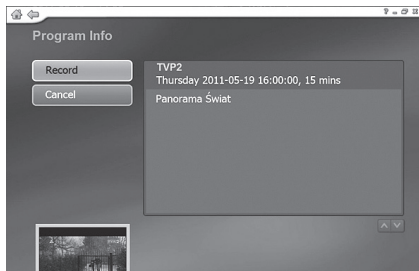 Program Info
Record
Cancel
TVP2
Thursday 2011-05-19 16:00:00, 15 mins
Panorama Świat